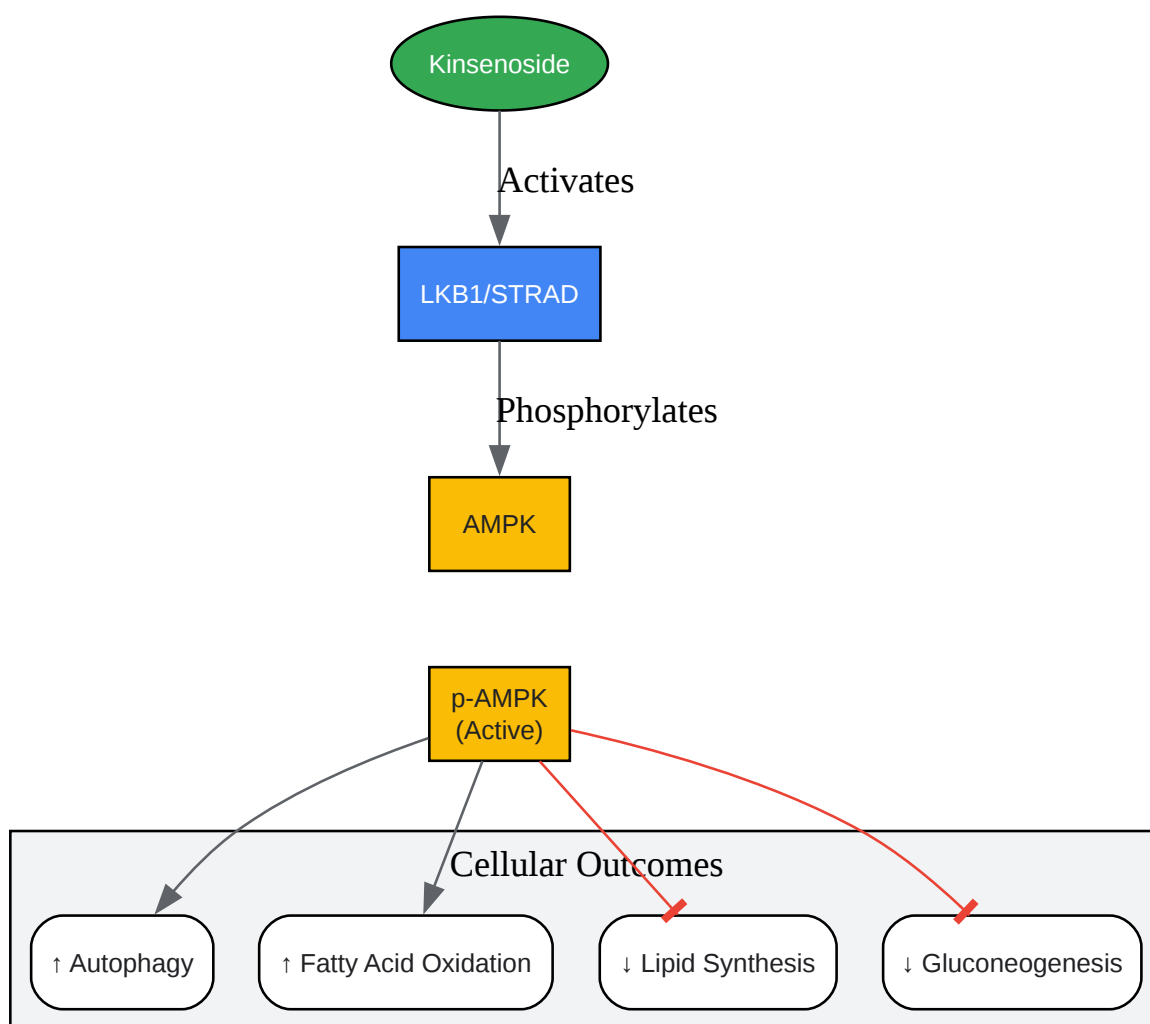 Kinsenoside
Activates
LKB1/STRAD
Phosphorylates
AMPK
p-AMPK
(Active)
Cellular Outcomes
↑ Autophagy
↑ Fatty Acid Oxidation
↓ Lipid Synthesis
↓ Gluconeogenesis